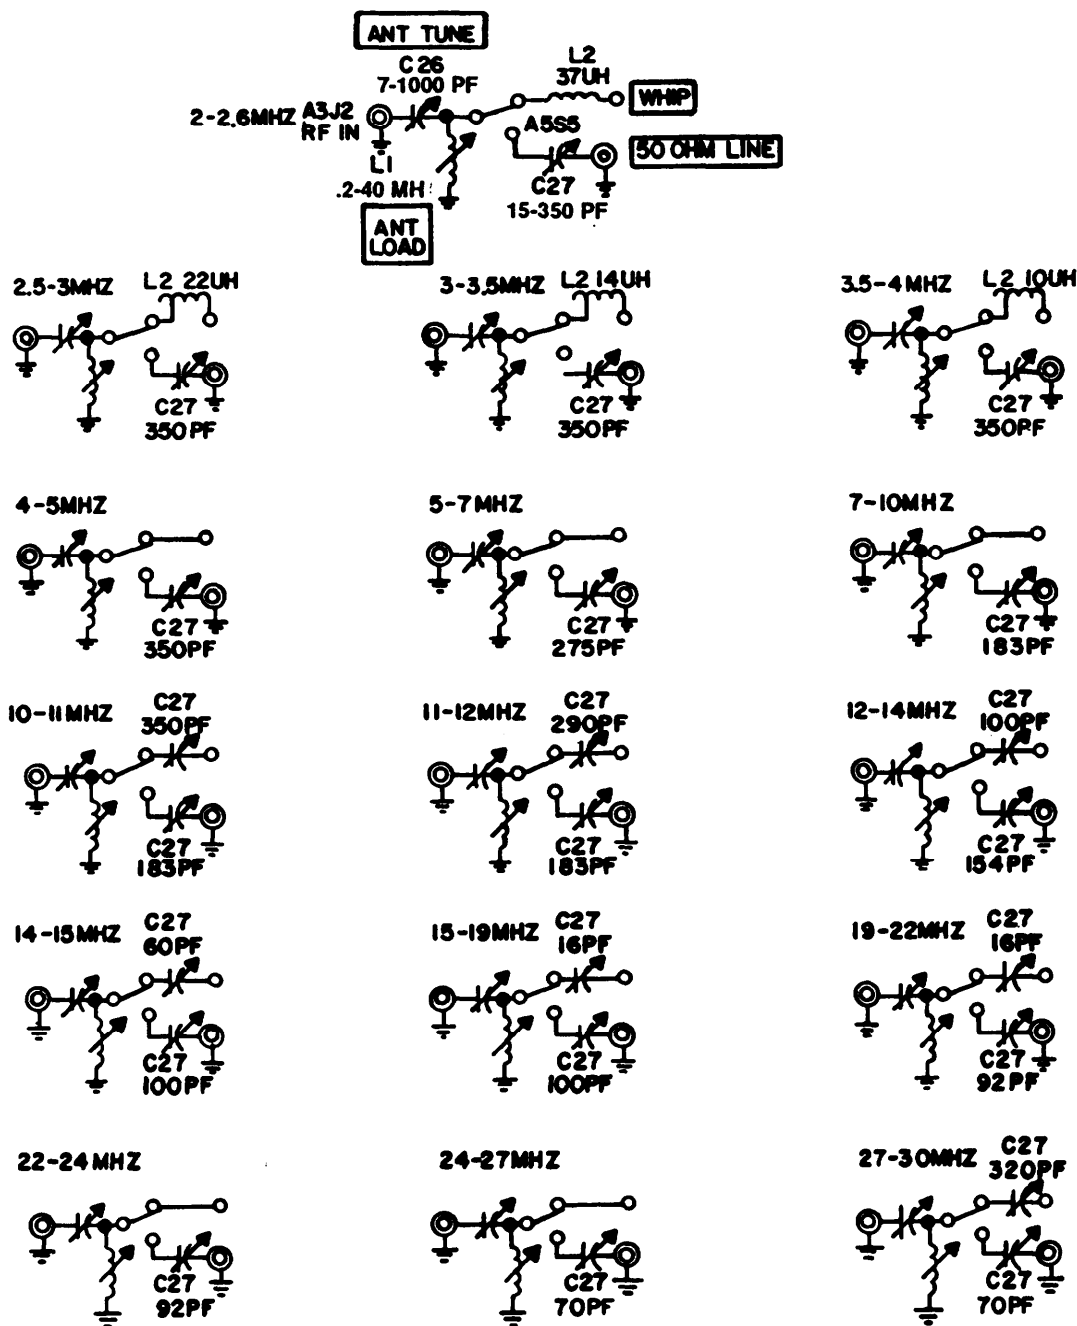 ANT TUNE
C26
7-1000 PF
L2
37UH
WHIP
2-2.6MHZ
A3J2
RF IN
A5S5
50 OHM LINE
L1
.2-40 MH
C27
15-350 PF
ANT
LOAD
2.5-3MHZ
L2 22UH
C27
350PF
3-3.5MHZ
L2 14UH
C27
350PF
3.5-4MHZ
L2 10UH
C27
350PF
4-5MHZ
C27
350PF
5-7MHZ
C27
275PF
7-10MHZ
C27
183PF
10-11MHZ
C27
350PF
C27
183PF
11-12MHZ
C27
290PF
C27
183PF
12-14MHZ
C27
100PF
C27
154PF
14-15MHZ
C27
60PF
C27
100PF
15-19MHZ
C27
16PF
C27
100PF
19-22MHZ
C27
16PF
C27
92PF
22-24MHZ
C27
92PF
24-27MHZ
C27
70PF
27-30MHZ
C27
320PF
C27
70PF